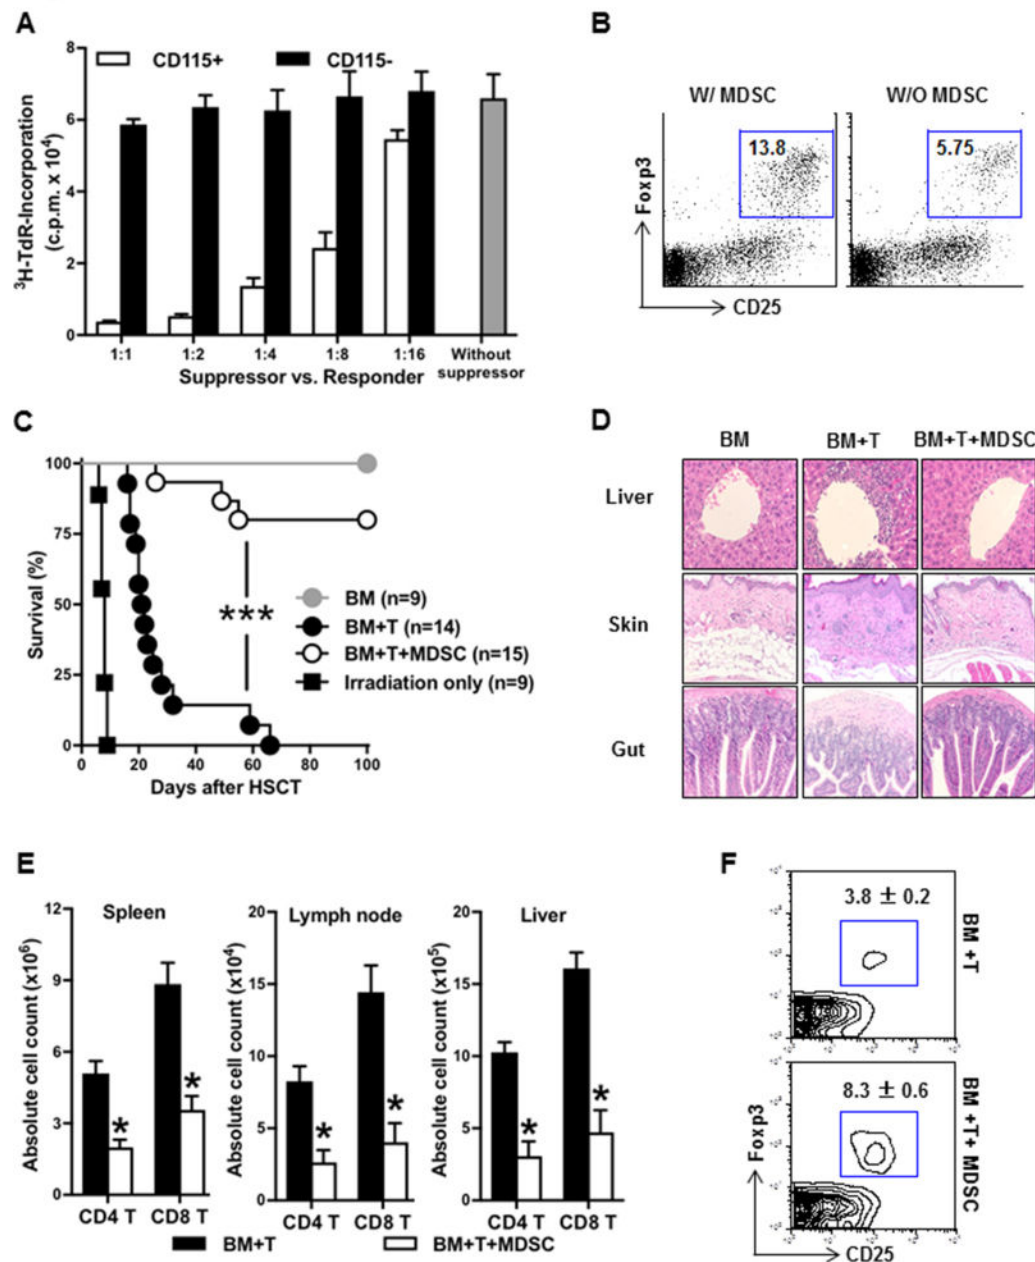 A
CD115+ CD115-
³H-TdR-Incorporation
(c.p.m. x 10⁴)
8
6
4
2
0
1:1 1:2 1:4 1:8 1:16 Without
suppressor
Suppressor vs. Responder
B
W/ MDSC W/O MDSC
13.8 5.75
Foxp3
CD25
C
Survival (%)
100
75
50
25
0
0 20 40 60 80 100
Days after HSCT
***
BM (n=9)
BM+T (n=14)
BM+T+MDSC (n=15)
Irradiation only (n=9)
D
BM BM+T BM+T+MDSC
Liver
Skin
Gut
E
Spleen
Absolute cell count (x10⁶)
12
9
6
3
0
* *
CD4 T CD8 T
Lymph node
Absolute cell count (x10⁴)
20
15
10
5
0
* *
CD4 T CD8 T
Liver
Absolute cell count (x10⁵)
20
15
10
5
0
* *
CD4 T CD8 T
BM+T BM+T+MDSC
F
3.8 ± 0.2
BM +T
8.3 ± 0.6
BM +T+ MDSC
Foxp3
CD25